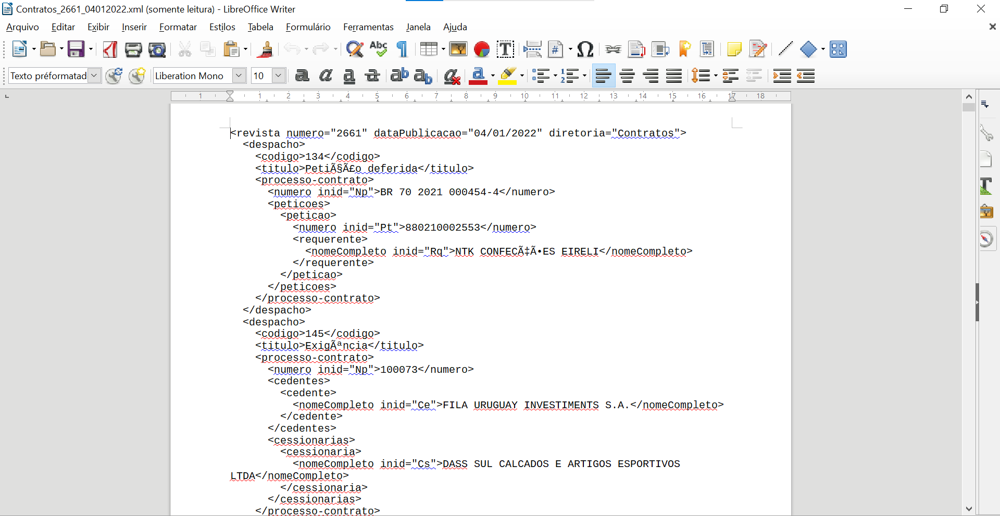 Contratos_2661_04012022.xml (somente leitura) - LibreOffice Writer
Arquivo Editar Exibir Inserir Formatar Estilos Tabela Formulário Ferramentas Janela Ajuda
Texto préformatad Liberation Mono 10
1 1 2 3 4 5 6 7 8 9 10 11 12 13 14 15 16 17 18
<revista numero="2661" dataPublicacao="04/01/2022" diretoria="Contratos">
<despacho>
<codigo>134</codigo>
<titulo>PetiÃ§Ã£o deferida</titulo>
<processo-contrato>
<numero inid="Np">BR 70 2021 000454-4</numero>
<peticoes>
<peticao>
<numero inid="Pt">880210002553</numero>
<requerente>
<nomeCompleto inid="Rq">NTK CONFECÃ‡Ã•ES EIRELI</nomeCompleto>
</requerente>
</peticao>
</peticoes>
</processo-contrato>
</despacho>
<despacho>
<codigo>145</codigo>
<titulo>ExigÃªncia</titulo>
<processo-contrato>
<numero inid="Np">100073</numero>
<cedentes>
<cedente>
<nomeCompleto inid="Ce">FILA URUGUAY INVESTIMENTS S.A.</nomeCompleto>
</cedente>
</cedentes>
<cessionarias>
<cessionaria>
<nomeCompleto inid="Cs">DASS SUL CALCADOS E ARTIGOS ESPORTIVOS
LTDA</nomeCompleto>
</cessionaria>
</cessionarias>
</processo-contrato>